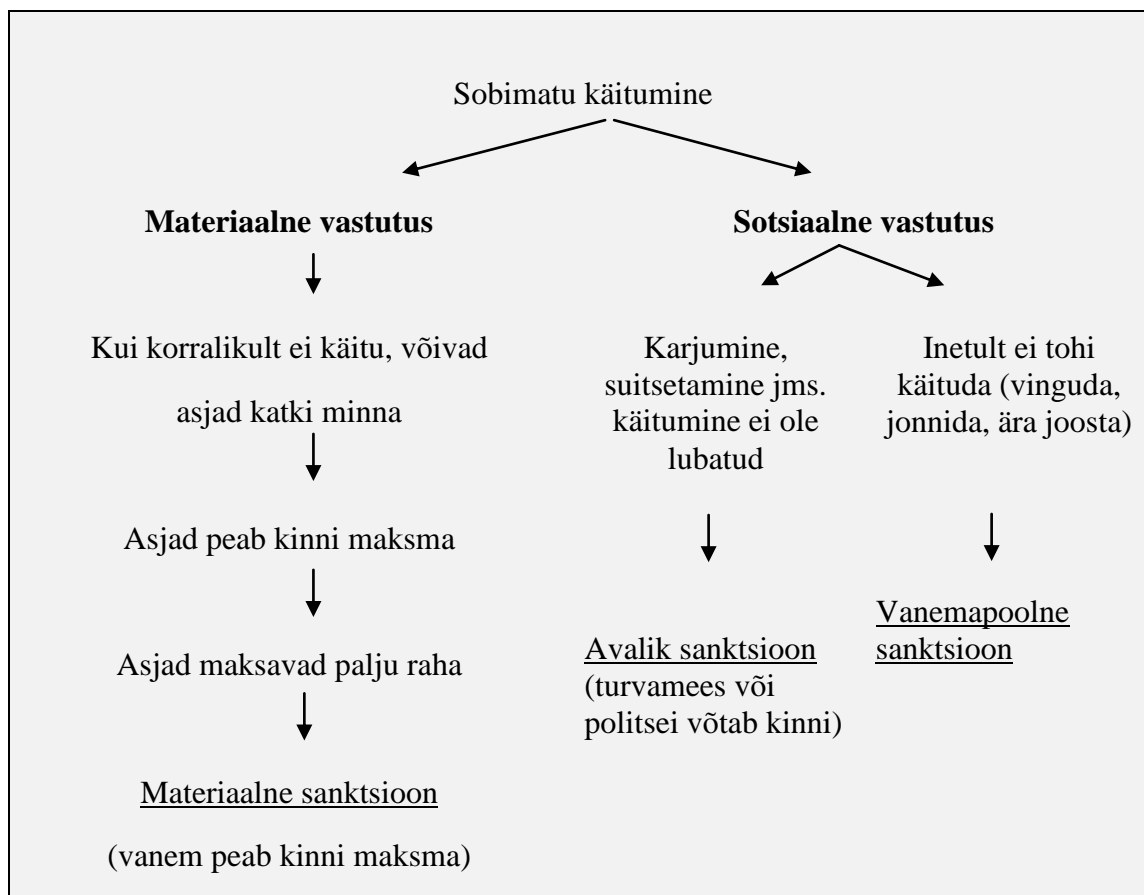 Sobimatu käitumine
Materiaalne vastutus
Kui korralikult ei käitu, võivad
asjad katki minna
Asjad peab kinni maksma
Asjad maksavad palju raha
Materiaalne sanktsioon
(vanem peab kinni maksma)
Sotsiaalne vastutus
Karjumine,
suitsetamine jms.
käitumine ei ole
lubatud
Avalik sanktsioon
(turvamees või
politsei võtab kinni)
Inetult ei tohi
käituda (vinguda,
jonnida, ära joosta)
Vanemapoolne
sanktsioon